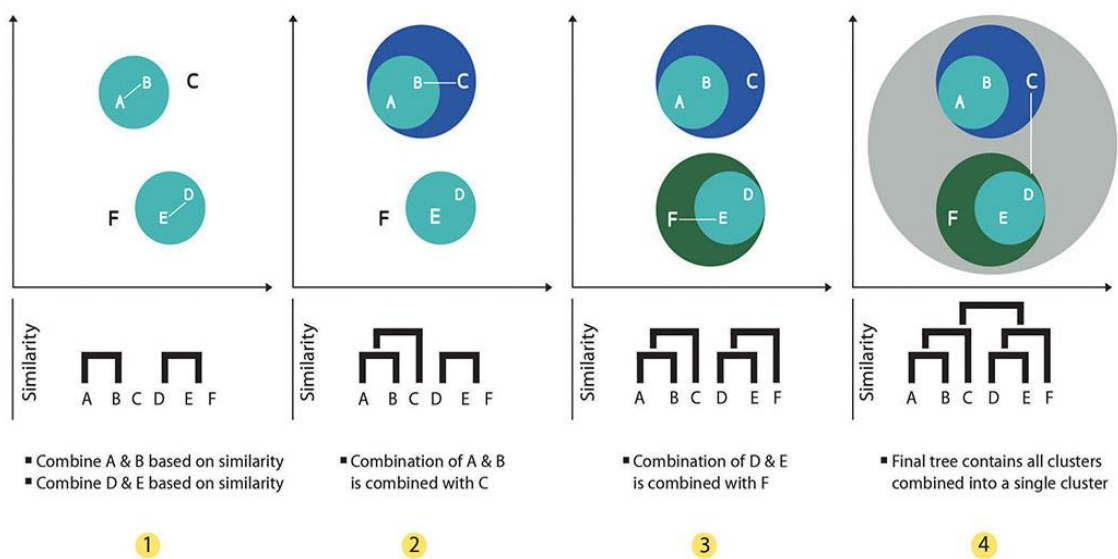 B
A
C
F
D
E
B
C
A
F
D
E
B
C
A
F
E
D
C
B
A
D
F
E
Similarity
A B C D E F
Similarity
A B C D E F
Similarity
A B C D E F
Similarity
A B C D E F
Combine A & B based on similarity
Combine D & E based on similarity
Combination of A & B
is combined with C
Combination of D & E
is combined with F
Final tree contains all clusters
combined into a single cluster
1
2
3
4